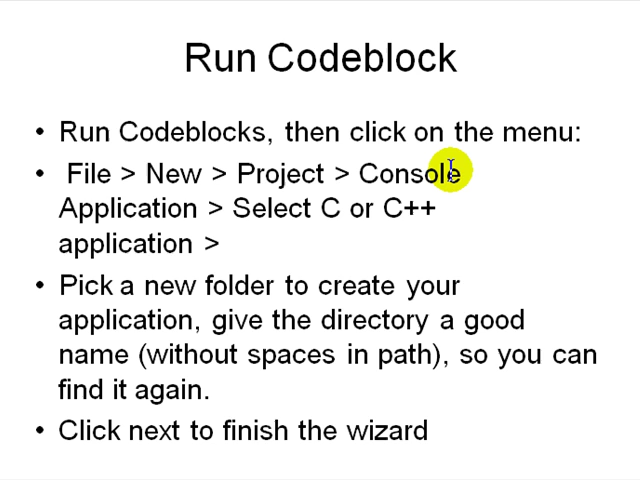 Run Codeblock
• Run Codeblocks, then click on the menu:
• File > New > Project > Console
Application > Select C or C++
application >
• Pick a new folder to create your
application, give the directory a good
name (without spaces in path), so you can
find it again.
• Click next to finish the wizard